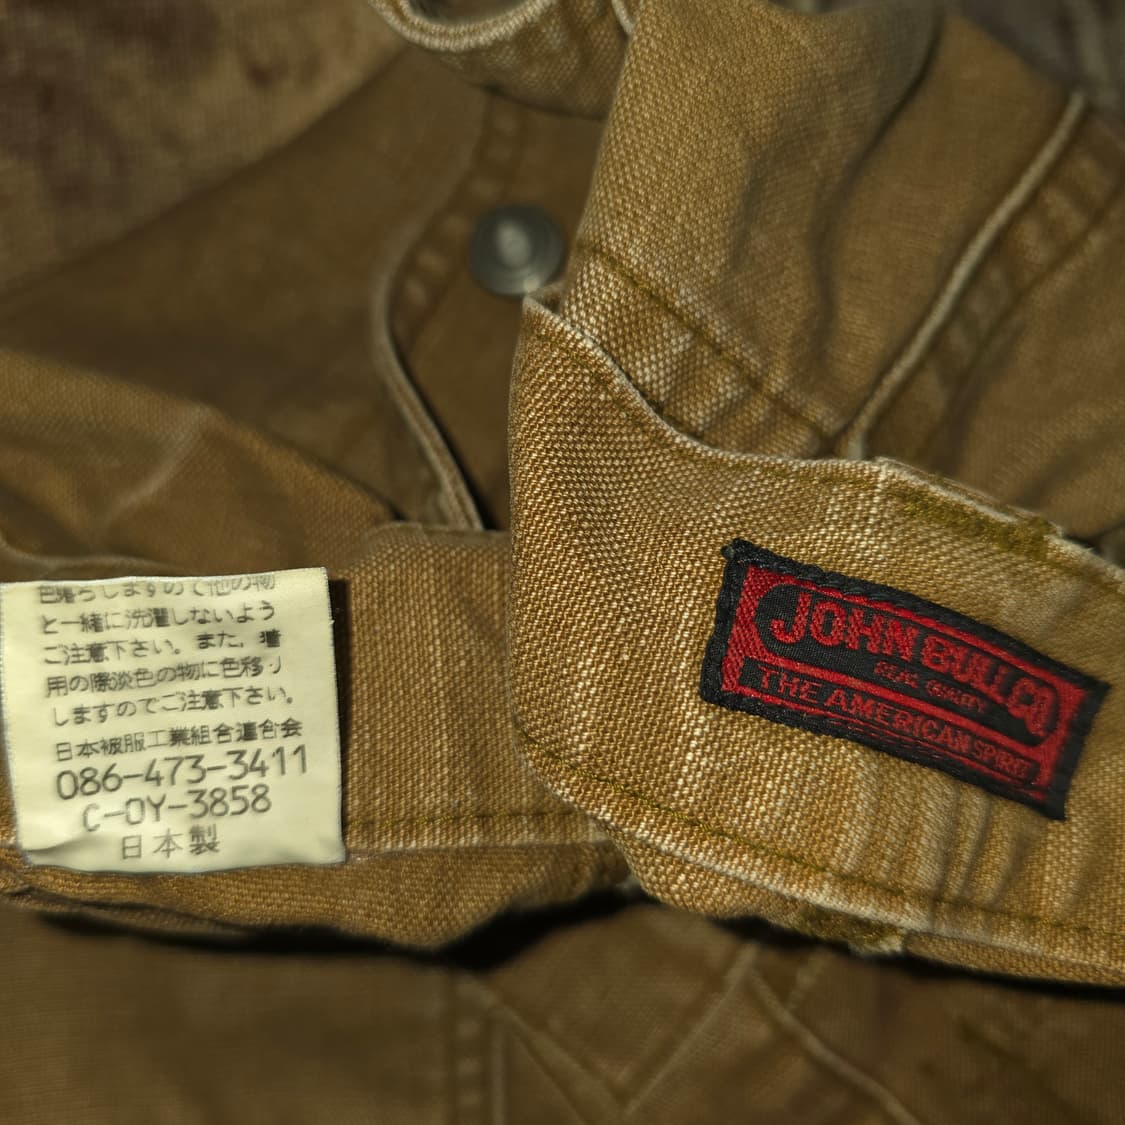 色落ちしますので他の物
と一緒に洗濯しないよう
ご注意下さい。また、着
用の際淡色の物に色移り
しますのでご注意下さい。
日本被服工業組合連合会
086-473-3411
C-OY-3858
日本製
JOHN BULL CO
THE AMERICAN SPIRIT